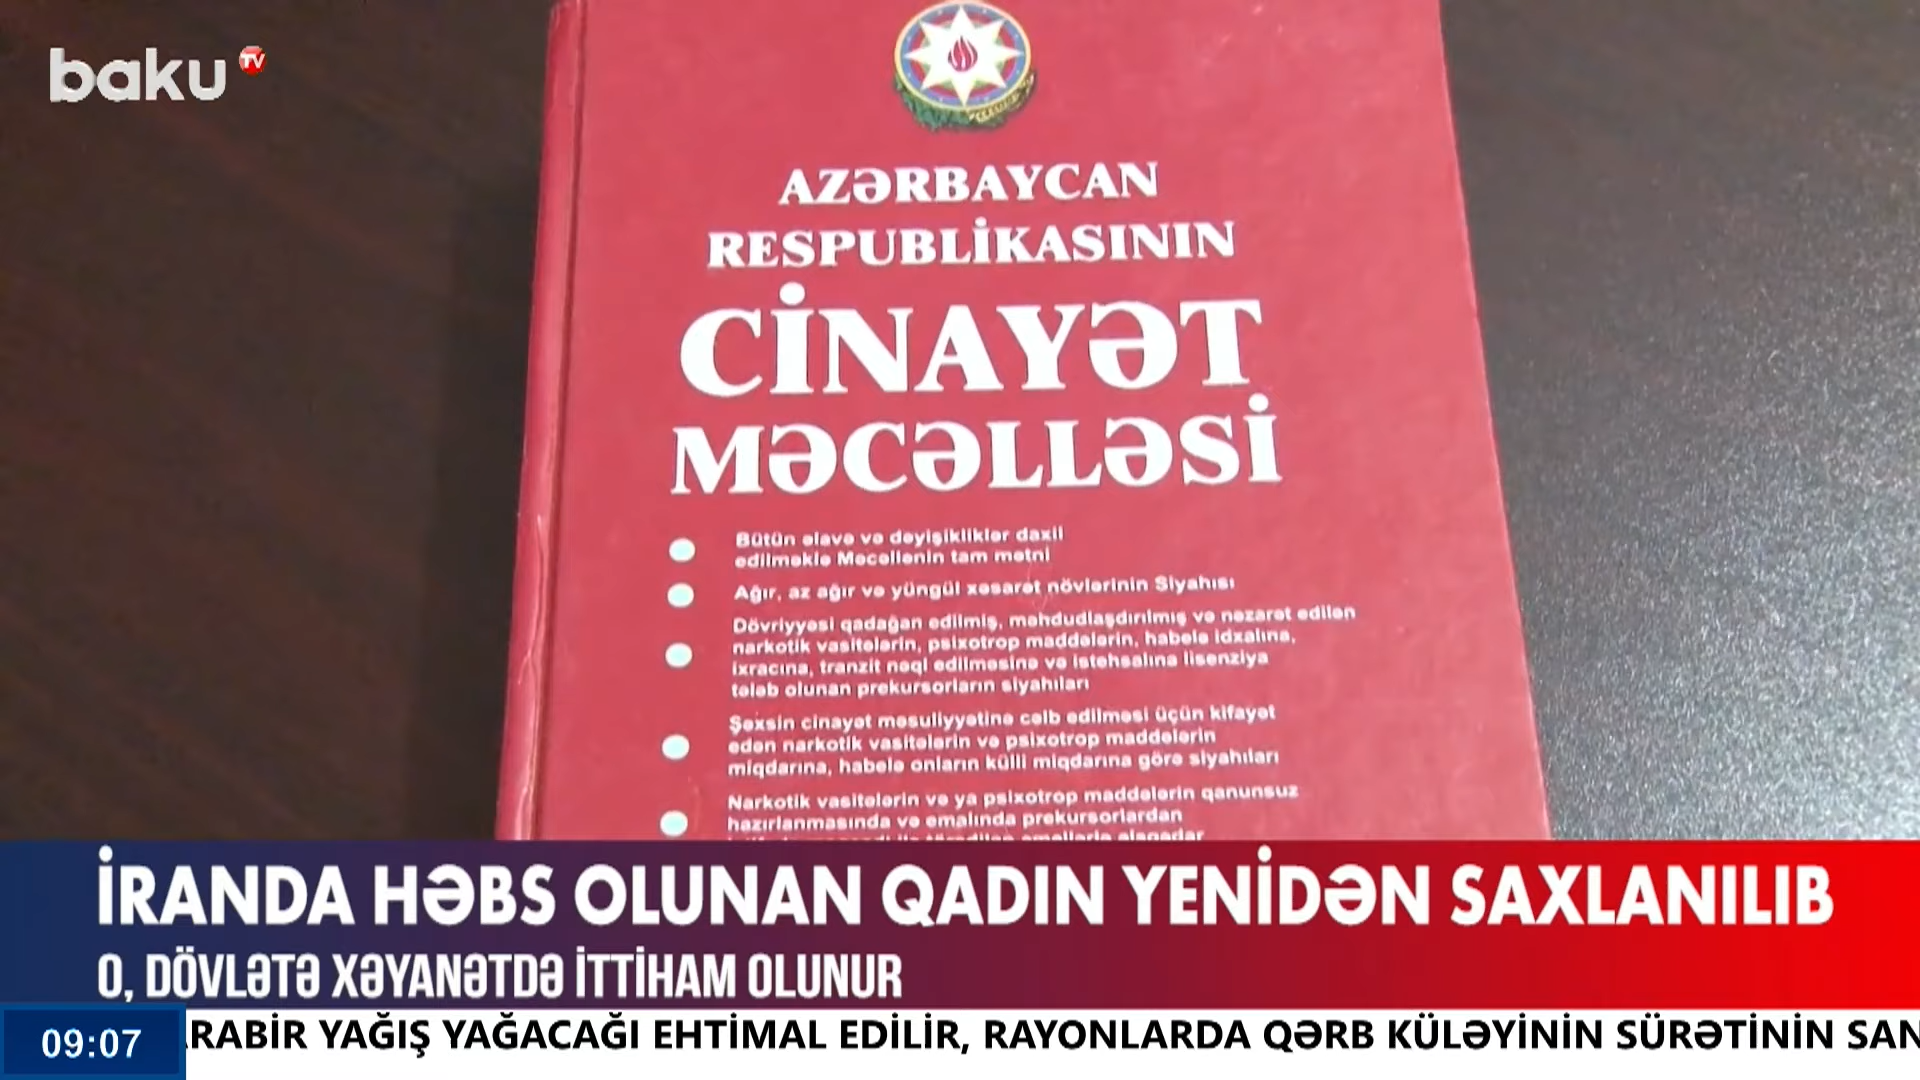 baku TV
AZƏRBAYCAN
RESPUBLİKASININ
CİNAYƏT
MƏCƏLLƏSİ
Bütün əlavə və dəyişikliklər daxil
edilməklə Məcəllənin tam mətni
Ağır, az ağır və yüngül xəsarət növlərinin Siyahısı
Dövriyyəsi qadağan edilmiş, məhdudlaşdırılmış və nəzarət edilən
narkotik vasitələrin, psixotrop maddələrin, habelə idxalına,
ixracına, tranzit nəql edilməsinə və istehsalına lisenziya
tələb olunan prekursorların siyahıları
Şəxsin cinayət məsuliyyətinə cəlb edilməsi üçün kifayət
edən narkotik vasitələrin və psixotrop maddələrin
miqdarına, habelə onların külli miqdarına görə siyahıları
Narkotik vasitələrin və ya psixotrop maddələrin qanunsuz
hazırlanmasında və emalında prekursorlardan
İRANDA HƏBS OLUNAN QADIN YENİDƏN SAXLANILIB
O, DÖVLƏTƏ XƏYANƏTDƏ İTTİHAM OLUNUR
09:07
RABİR YAĞIŞ YAĞACAĞI EHTİMAL EDİLİR, RAYONLARDA QƏRB KÜLƏYİNİN SÜRƏTİNİN SAN